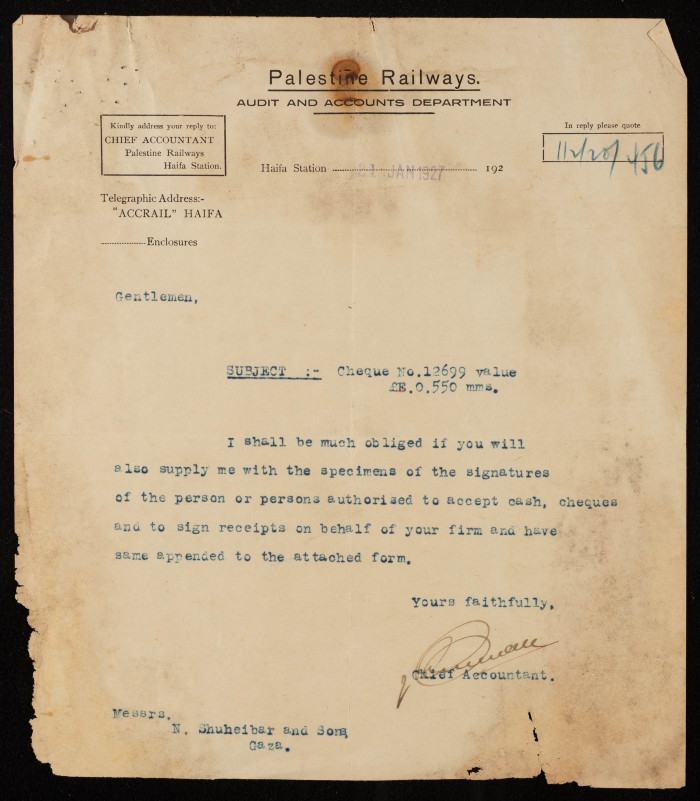 Palestine Railways.
AUDIT AND ACCOUNTS DEPARTMENT
Kindly address your reply to:
CHIEF ACCOUNTANT
Palestine Railways
Haifa Station.
In reply please quote
112/20/456
Haifa Station 21 JAN 1927 192
Telegraphic Address:-
"ACCRAIL" HAIFA
Enclosures
Gentlemen,
SUBJECT :- Cheque No.12699 value
£E.0.550 mms.
I shall be much obliged if you will
also supply me with the specimens of the signatures
of the person or persons authorised to accept cash, cheques
and to sign receipts on behalf of your firm and have
same appended to the attached form.
Yours faithfully,
Chief Accountant.
Messrs.
N. Shuheibar and Sons
Gaza.